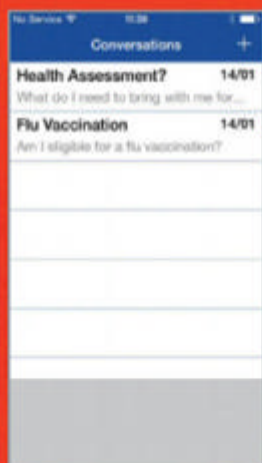 No Service 11:39
Conversations +
Health Assessment? 14/01
What do I need to bring with me for...
Flu Vaccination 14/01
Am I eligible for a flu vaccination?